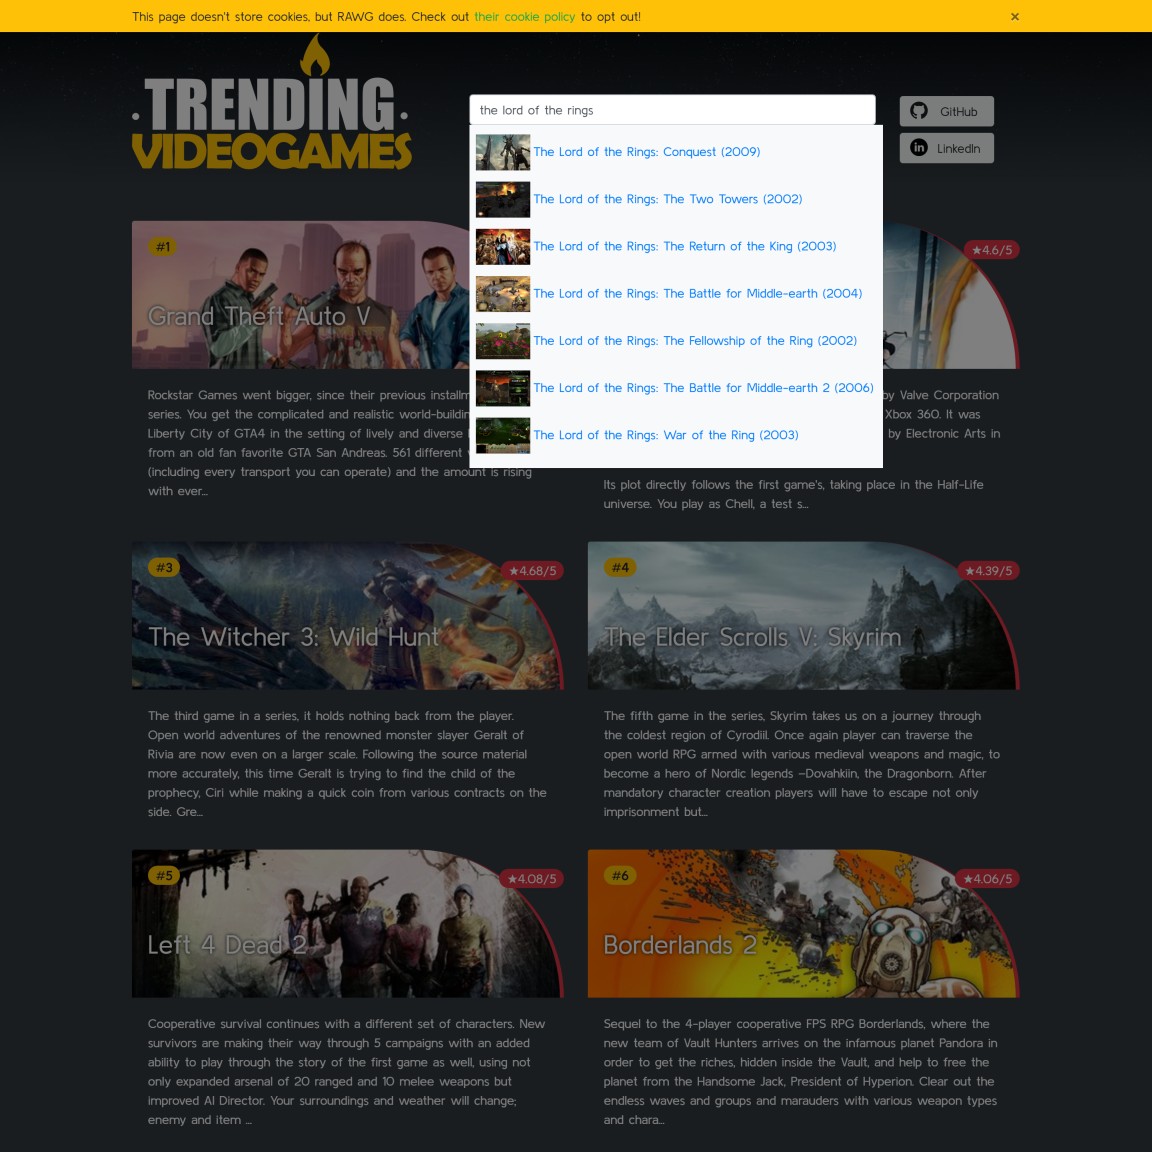 This page doesn't store cookies, but RAWG does. Check out their cookie policy to opt out!
×
TRENDING
VIDEOGAMES
the lord of the rings
GitHub
LinkedIn
The Lord of the Rings: Conquest (2009)
The Lord of the Rings: The Two Towers (2002)
The Lord of the Rings: The Return of the King (2003)
The Lord of the Rings: The Battle for Middle-earth (2004)
The Lord of the Rings: The Fellowship of the Ring (2002)
The Lord of the Rings: The Battle for Middle-earth 2 (2006)
The Lord of the Rings: War of the Ring (2003)
#1
Grand Theft Auto V
Rockstar Games went bigger, since their previous
series. You get the complicated and realistic
Liberty City of GTA4 in the setting of lively and diverse
from an old fan favorite GTA San Andreas. 561 different
(including every transport you can operate) and the amount is rising
with ever...
★4.6/5
by Valve Corporation
Xbox 360. It was
by Electronic Arts in
Its plot directly follows the first game's, taking place in the Half-Life
universe. You play as Chell, a test s...
#3
★4.68/5
The Witcher 3: Wild Hunt
The third game in a series, it holds nothing back from the player.
Open world adventures of the renowned monster slayer Geralt of
Rivia are now even on a larger scale. Following the source material
more accurately, this time Geralt is trying to find the child of the
prophecy, Ciri while making a quick coin from various contracts on the
side. Gre...
#4
★4.39/5
The Elder Scrolls V: Skyrim
The fifth game in the series, Skyrim takes us on a journey through
the coldest region of Cyrodiil. Once again player can traverse the
open world RPG armed with various medieval weapons and magic, to
become a hero of Nordic legends –Dovahkiin, the Dragonborn. After
mandatory character creation players will have to escape not only
imprisonment but...
#5
★4.08/5
Left 4 Dead 2
Cooperative survival continues with a different set of characters. New
survivors are making their way through 5 campaigns with an added
ability to play through the story of the first game as well, using not
only expanded arsenal of 20 ranged and 10 melee weapons but
improved AI Director. Your surroundings and weather will change;
enemy and item ...
#6
★4.06/5
Borderlands 2
Sequel to the 4-player cooperative FPS RPG Borderlands, where the
new team of Vault Hunters arrives on the infamous planet Pandora in
order to get the riches, hidden inside the Vault, and help to free the
planet from the Handsome Jack, President of Hyperion. Clear out the
endless waves and groups and marauders with various weapon types
and chara...